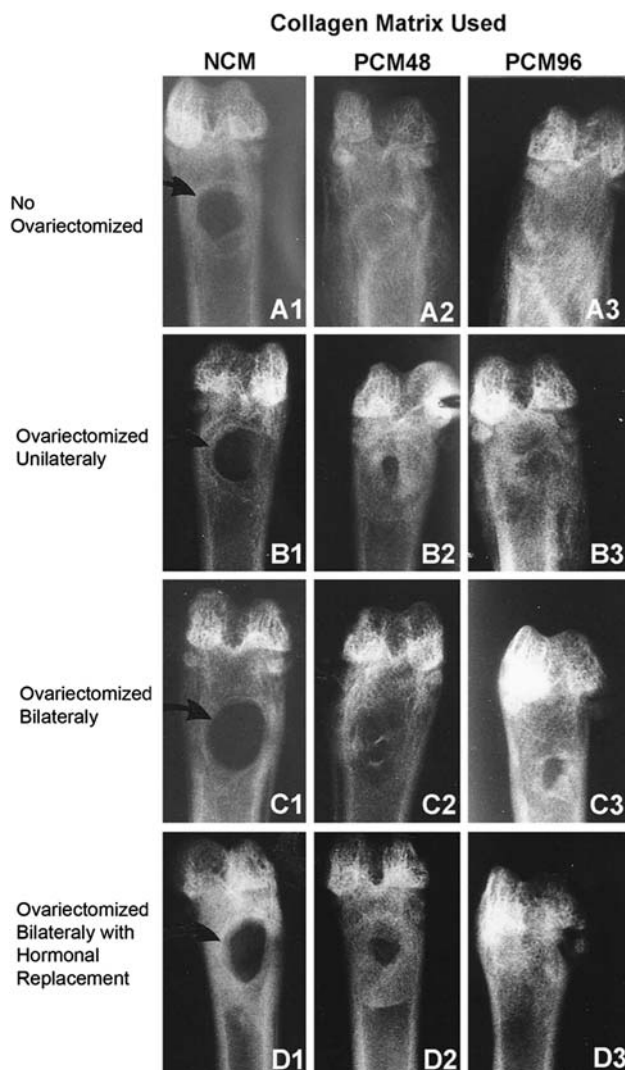 Collagen Matrix Used
NCM PCM48 PCM96
No
Ovariectomized
A1 A2 A3
Ovariectomized
Unilateraly
B1 B2 B3
Ovariectomized
Bilateraly
C1 C2 C3
Ovariectomized
Bilateraly with
Hormonal
Replacement
D1 D2 D3